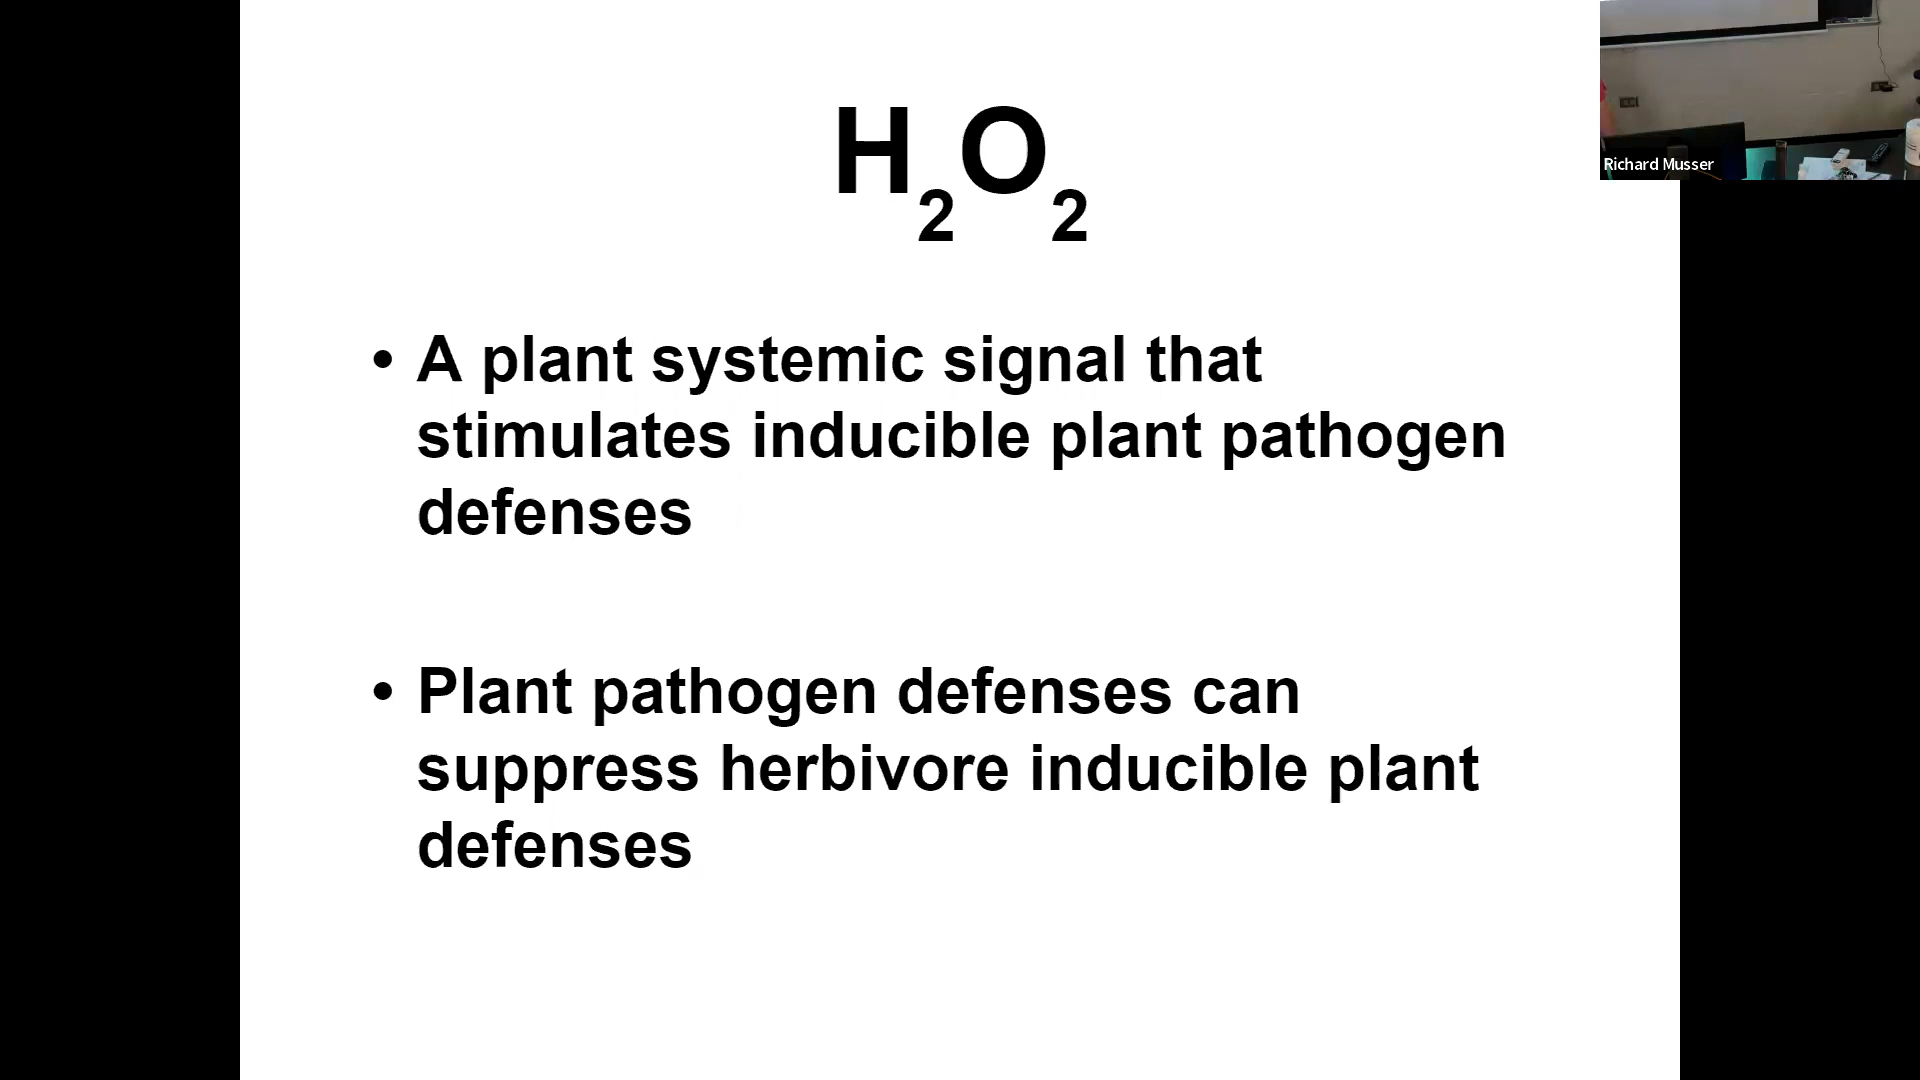 H₂O₂
• A plant systemic signal that
stimulates inducible plant pathogen
defenses
• Plant pathogen defenses can
suppress herbivore inducible plant
defenses
Richard Musser